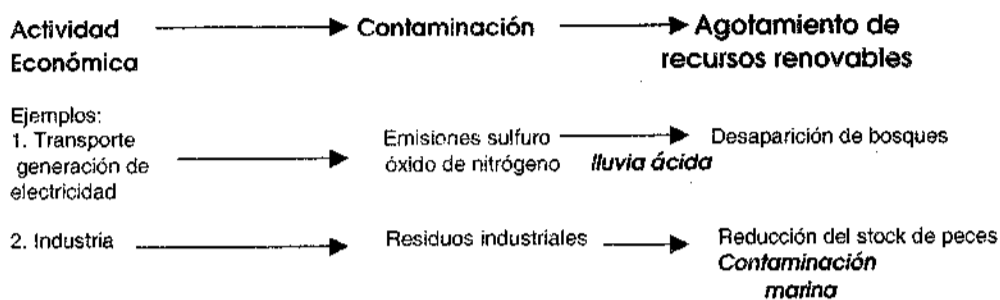 Actividad Económica
Contaminación
Agotamiento de recursos renovables
Ejemplos:
1. Transporte
generación de
electricidad
Emisiones sulfuro
óxido de nitrógeno
lluvia ácida
Desaparición de bosques
2. Industria
Residuos industriales
Reducción del stock de peces
Contaminación
marina